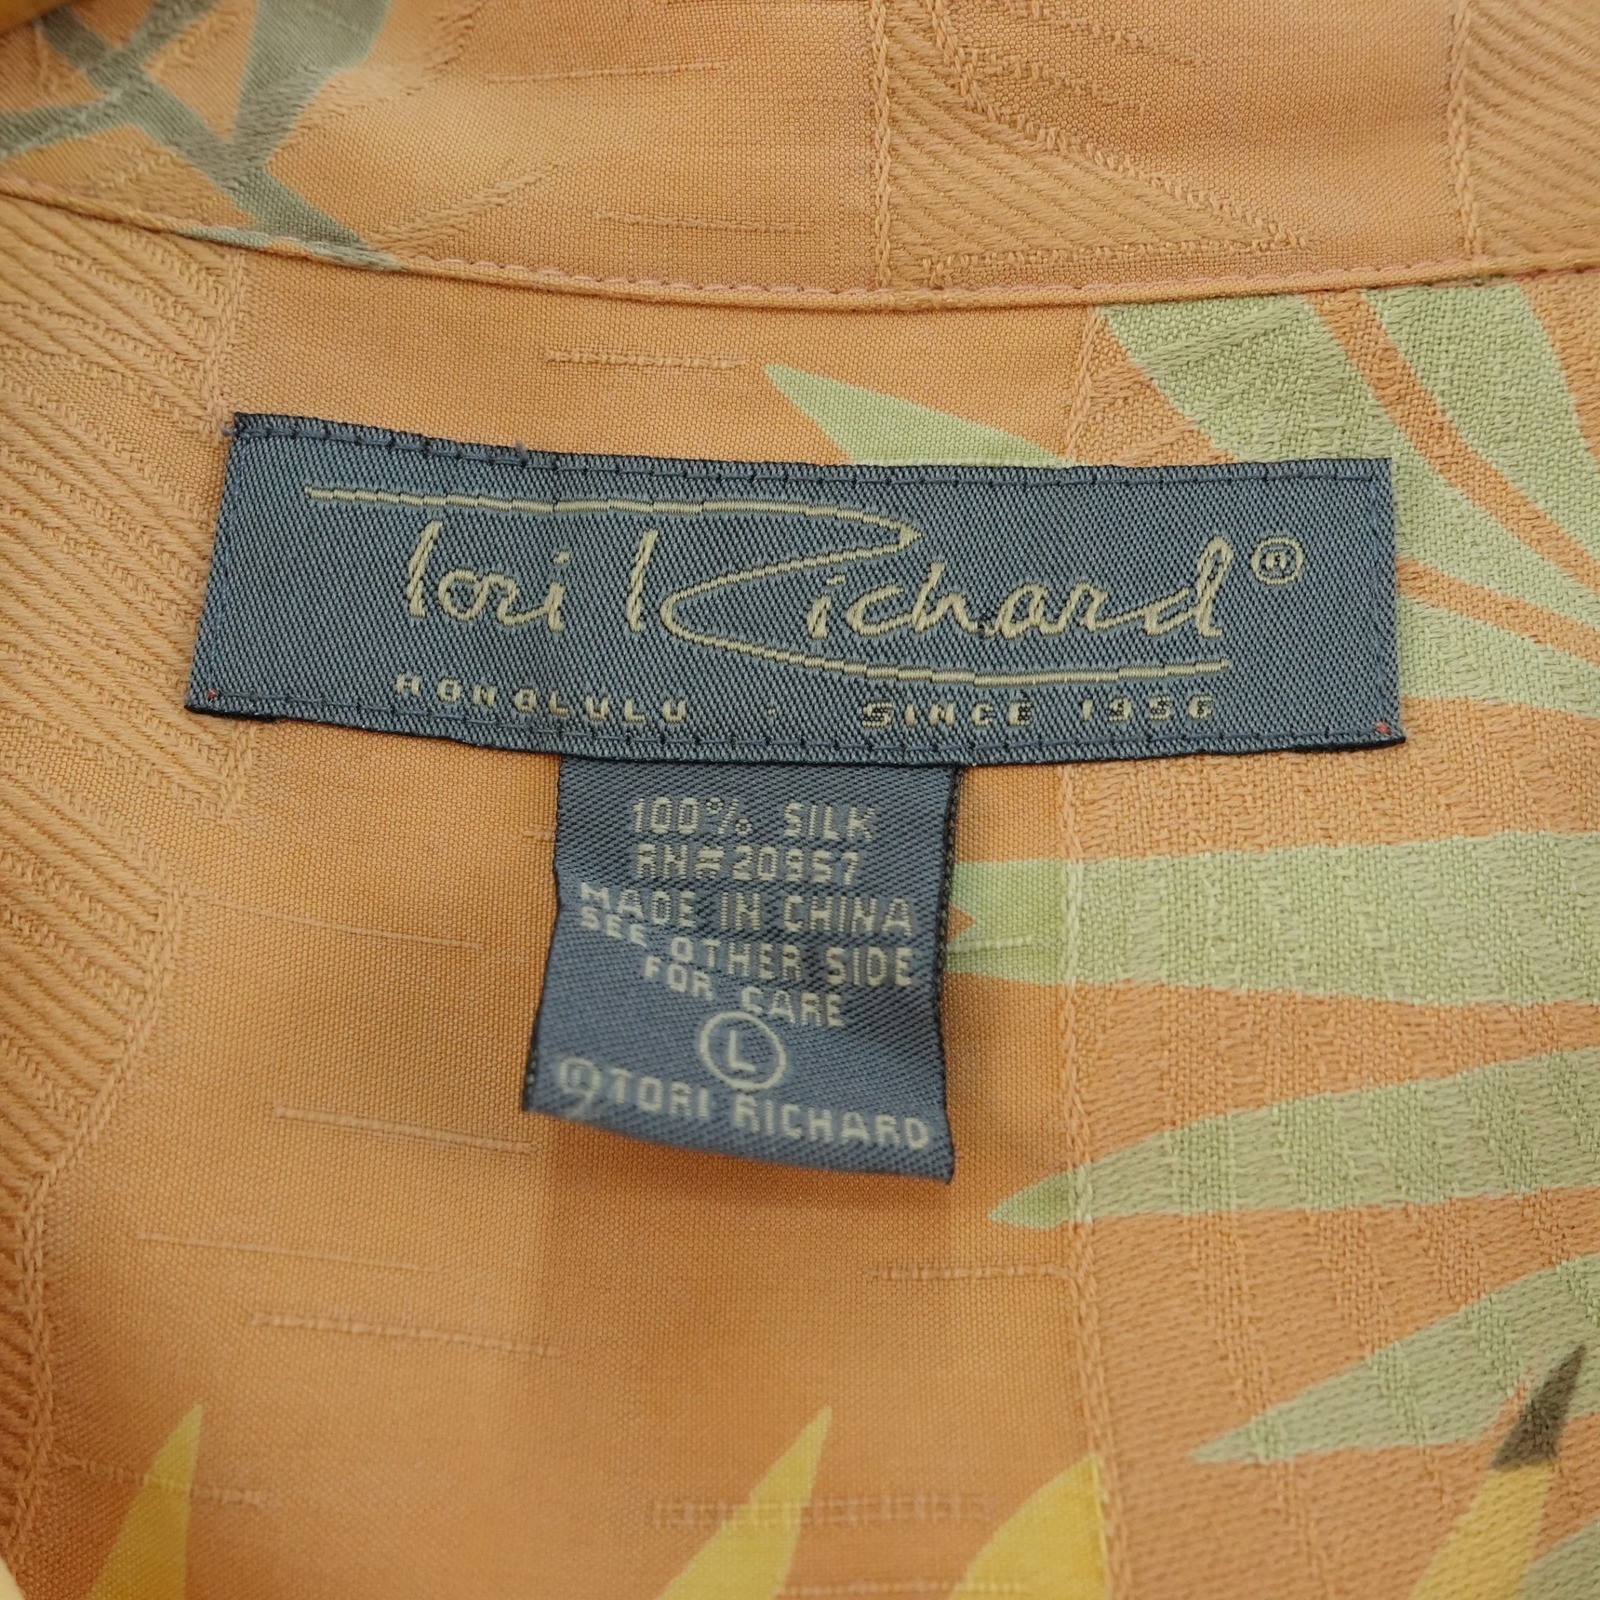 Tori Richard®
HONOLULU · SINCE 1956
100% SILK
RN#20957
MADE IN CHINA
SEE OTHER SIDE
FOR CARE
L
©TORI RICHARD